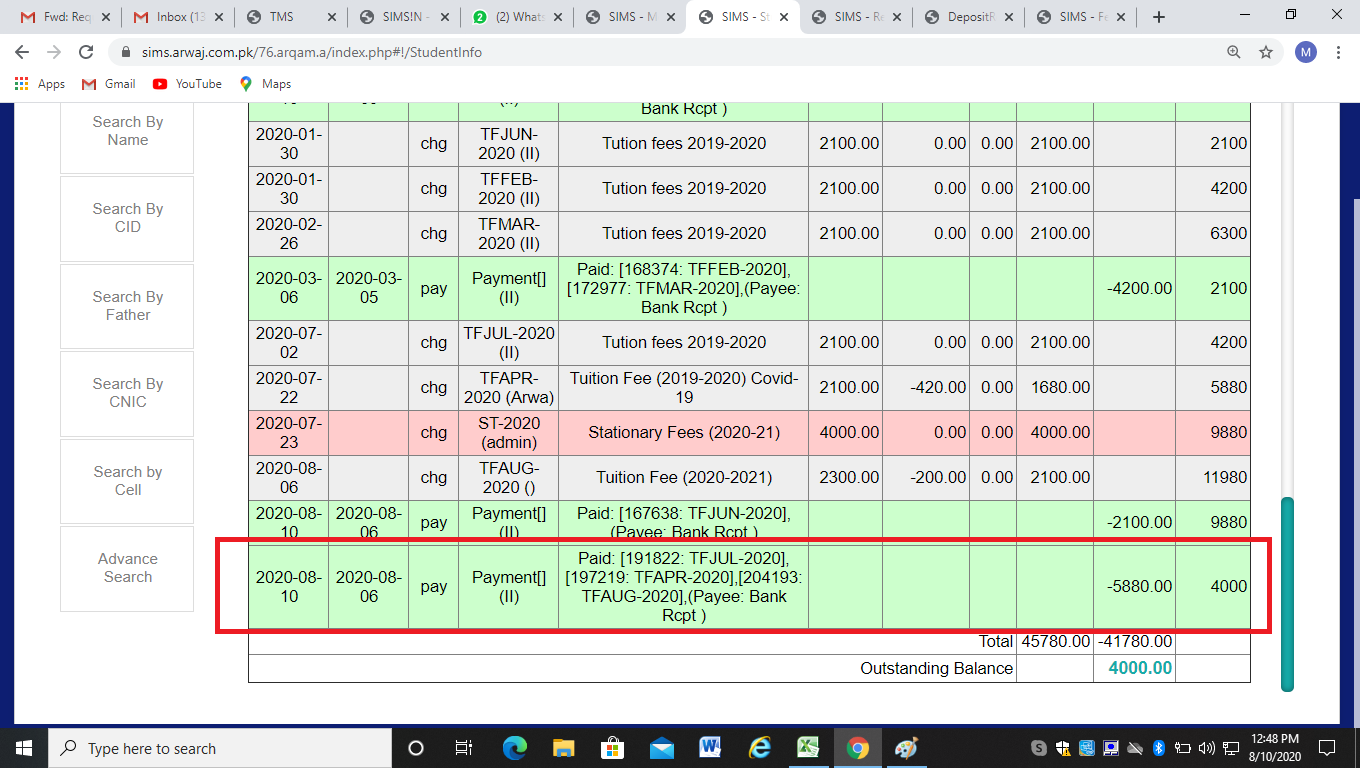 Fwd: Req
Inbox (13
TMS
SIMS!N -
(2) Whats
SIMS - M
SIMS - St
SIMS - Re
DepositR
SIMS - Fe
sims.arwaj.com.pk/76.arqam.a/index.php#!/StudentInfo
M
Apps Gmail YouTube Maps
Search By
Name
Search By
CID
Search By
Father
Search By
CNIC
Search by
Cell
Advance
Search
Bank Rcpt )
2020-01-
30
chg
TFJUN-
2020 (II)
Tution fees 2019-2020
2100.00 0.00 0.00 2100.00 2100
2020-01-
30
chg
TFFEB-
2020 (II)
Tution fees 2019-2020
2100.00 0.00 0.00 2100.00 4200
2020-02-
26
chg
TFMAR-
2020 (II)
Tution fees 2019-2020
2100.00 0.00 0.00 2100.00 6300
2020-03-
06
2020-03-
05
pay
Payment[]
(II)
Paid: [168374: TFFEB-2020],
[172977: TFMAR-2020],(Payee:
Bank Rcpt )
-4200.00 2100
2020-07-
02
chg
TFJUL-2020
(II)
Tution fees 2019-2020
2100.00 0.00 0.00 2100.00 4200
2020-07-
22
chg
TFAPR-
2020 (Arwa)
Tuition Fee (2019-2020) Covid-
19
2100.00 -420.00 0.00 1680.00 5880
2020-07-
23
chg
ST-2020
(admin)
Stationary Fees (2020-21)
4000.00 0.00 0.00 4000.00 9880
2020-08-
06
chg
TFAUG-
2020 ()
Tuition Fee (2020-2021)
2300.00 -200.00 0.00 2100.00 11980
2020-08-
10
2020-08-
06
pay
Payment[]
(II)
Paid: [167638: TFJUN-2020],
(Payee: Bank Rcpt )
-2100.00 9880
2020-08-
10
2020-08-
06
pay
Payment[]
(II)
Paid: [191822: TFJUL-2020],
[197219: TFAPR-2020],[204193:
TFAUG-2020],(Payee: Bank
Rcpt )
-5880.00 4000
Total 45780.00 -41780.00
Outstanding Balance 4000.00
Type here to search
12:48 PM
8/10/2020